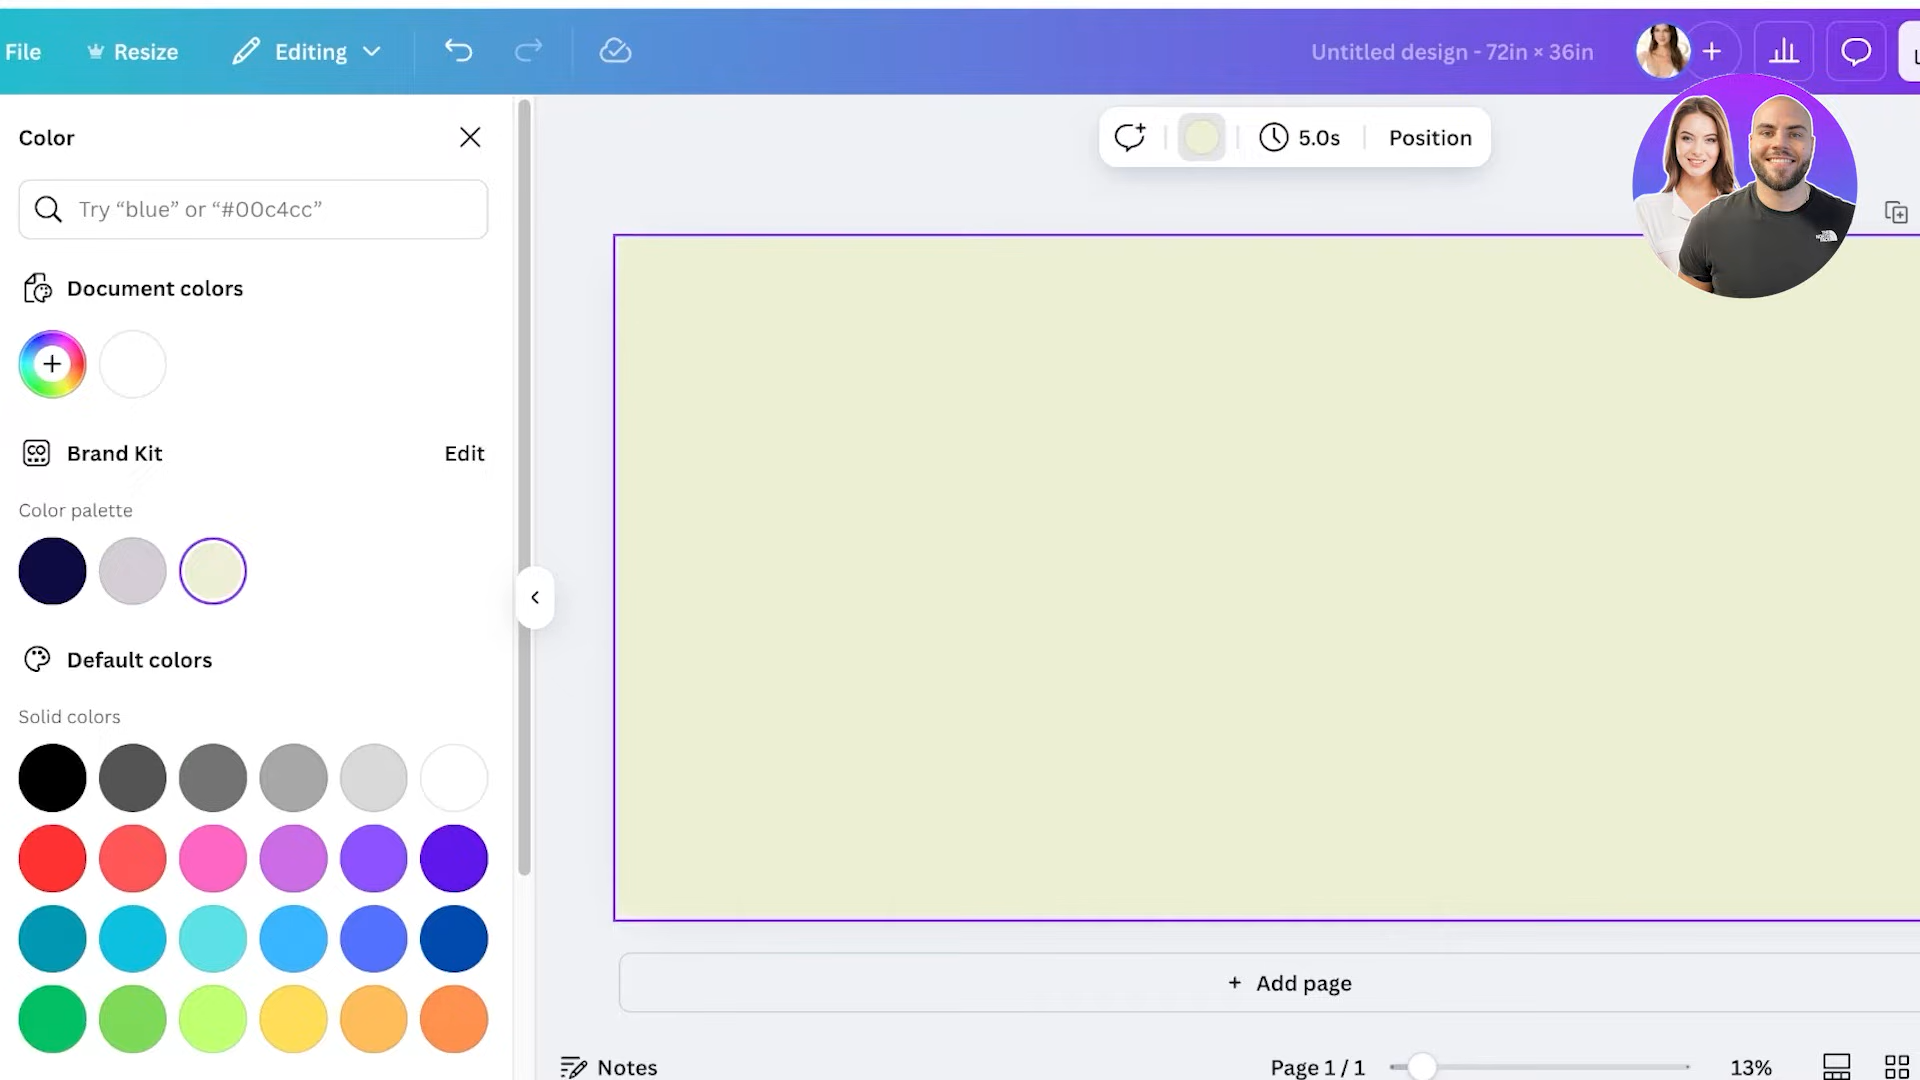 File
Resize
Editing
Untitled design - 72in × 36in
Color
Try “blue” or “#00c4cc”
5.0s
Position
Document colors
Brand Kit
Edit
Color palette
Default colors
Solid colors
+ Add page
Notes
Page 1 / 1
13%